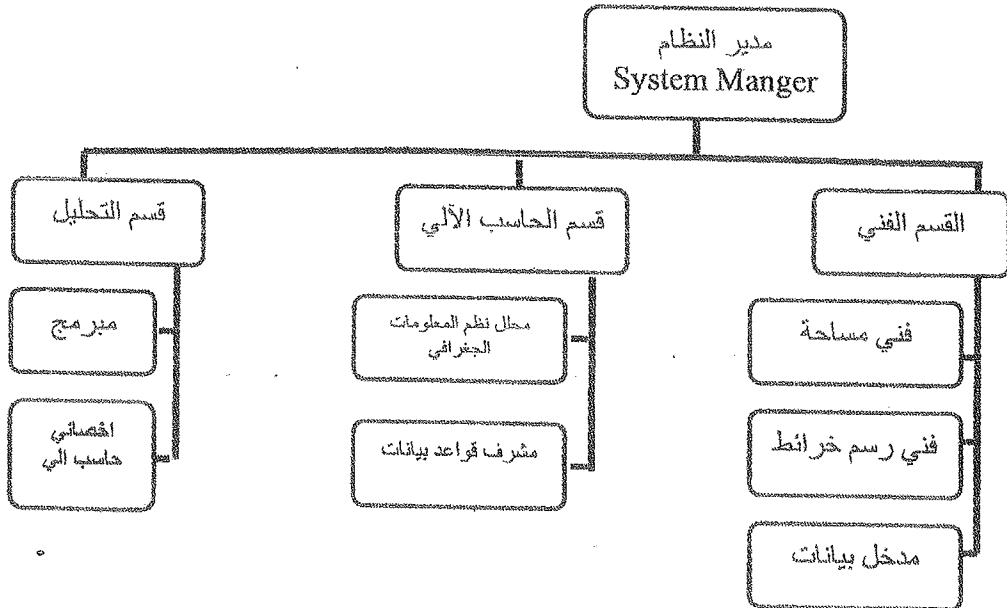 مدير النظام
System Manger
القسم الفني
فني مساحة
فني رسم خرائط
مدخل بيانات
قسم الحاسب الآلي
محلل نظم المعلومات
الجغرافي
مشرف قواعد بيانات
قسم التحليل
مبرمج
اخصائي
حاسب الي